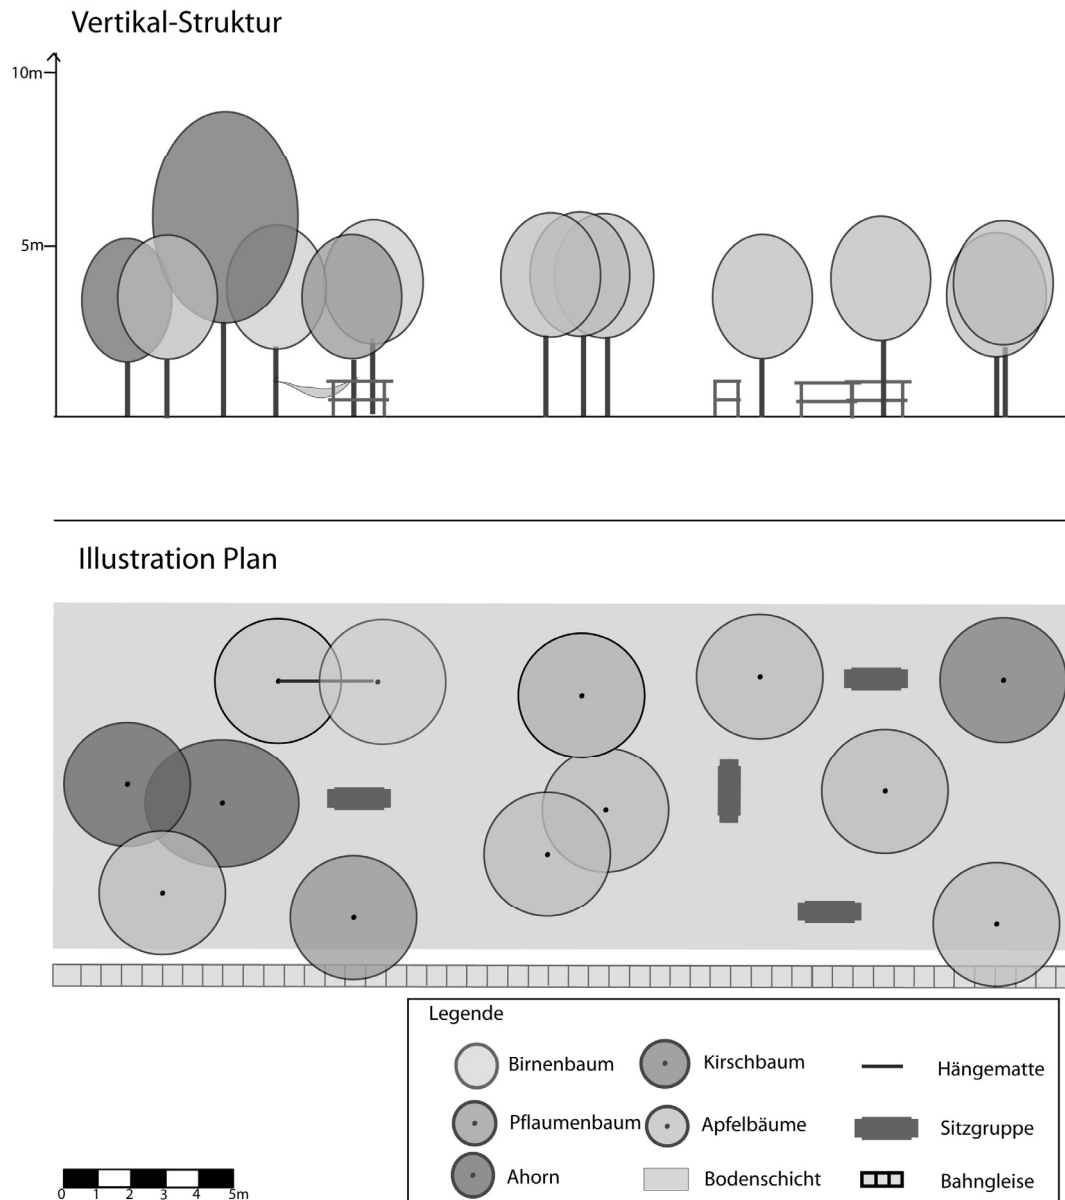 Vertikal-Struktur
10m
5m
Illustration Plan
Legende
Birnenbaum Kirschbaum Hängematte
Pflaumenbaum Apfelbäume Sitzgruppe
Ahorn Bodenschicht Bahngleise
0 1 2 3 4 5m